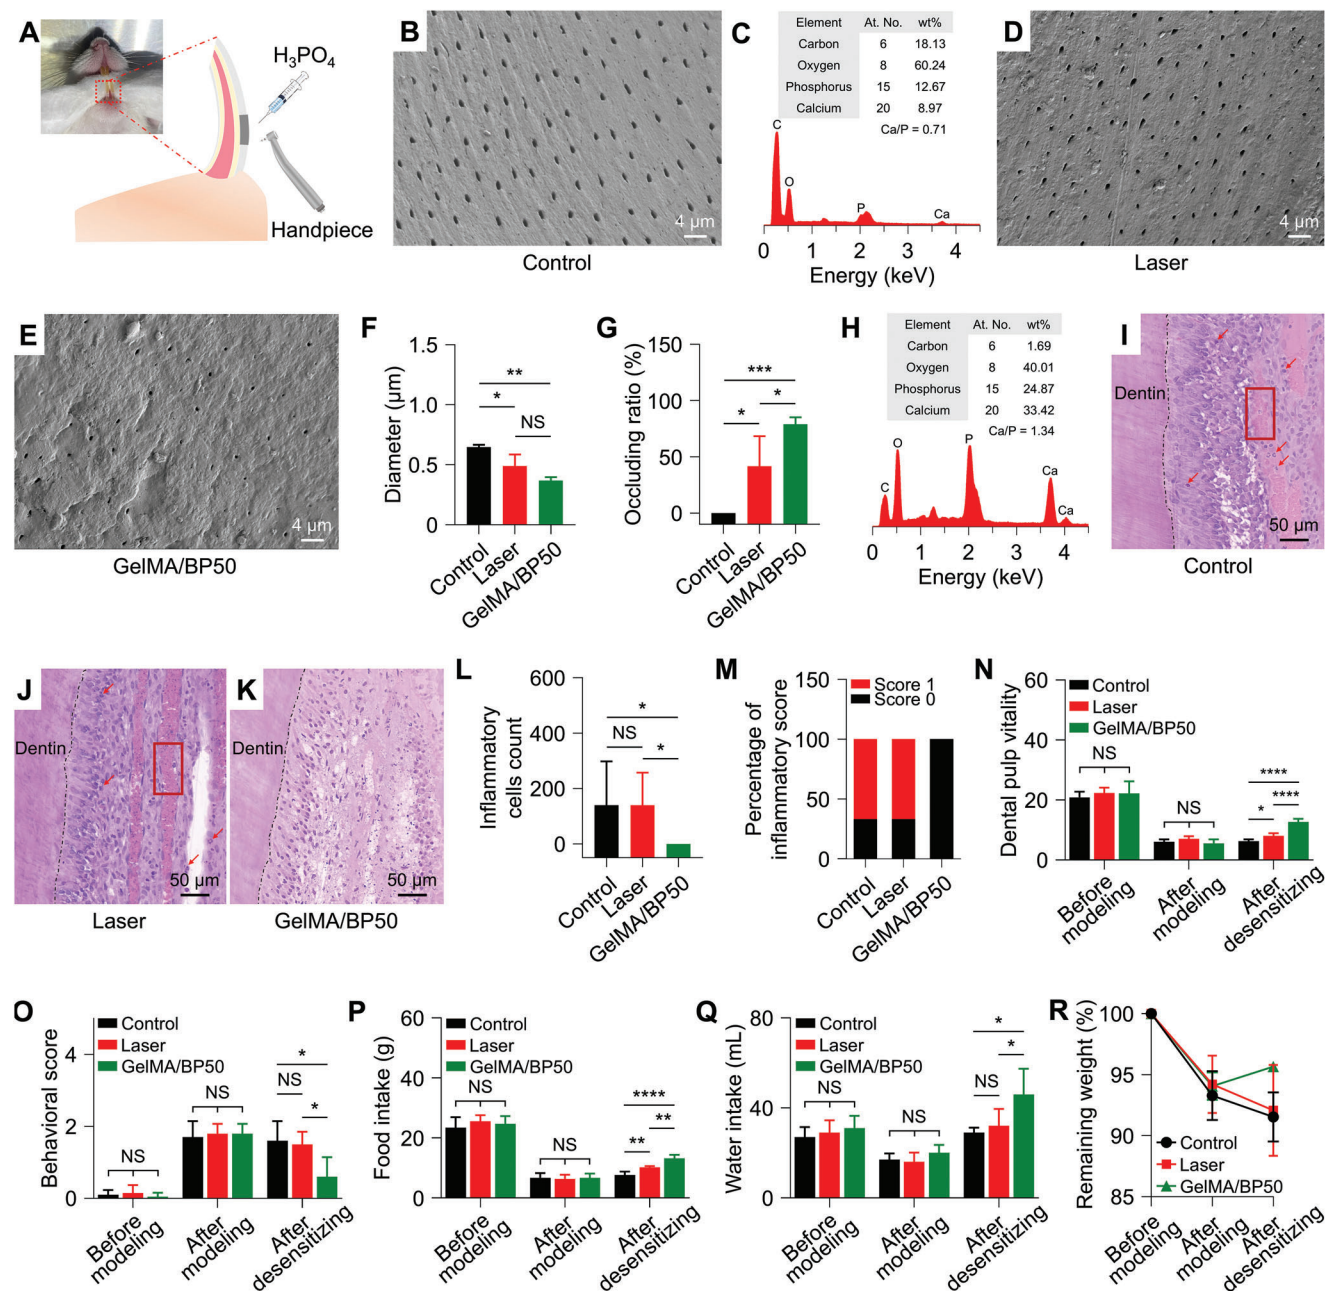 A
H₃PO₄
Handpiece
B
4 µm
Control
C
Element At. No. wt%
Carbon 6 18.13
Oxygen 8 60.24
Phosphorus 15 12.67
Calcium 20 8.97
Ca/P = 0.71
C
O
P
Ca
0 1 2 3 4
Energy (keV)
D
4 µm
Laser
E
4 µm
GelMA/BP50
F
Diameter (µm)
1.5
1.0
0.5
0
**
*
NS
Control
Laser
GelMA/BP50
G
Occluding ratio (%)
150
100
50
0
***
*
*
Control
Laser
GelMA/BP50
H
Element At. No. wt%
Carbon 6 1.69
Oxygen 8 40.01
Phosphorus 15 24.87
Calcium 20 33.42
Ca/P = 1.34
C
O
P
Ca
Ca
0 1 2 3 4
Energy (keV)
I
Dentin
50 µm
Control
J
Dentin
50 µm
Laser
K
Dentin
50 µm
GelMA/BP50
L
Inflammatory
cells count
600
400
200
0
*
NS
*
Control
Laser
GelMA/BP50
M
Percentage of
inflammatory score
150
100
50
0
Score 1
Score 0
Control
Laser
GelMA/BP50
N
Dental pulp vitality
60
40
20
0
Control
Laser
GelMA/BP50
NS
NS
****
*
****
Before
modeling
After
modeling
After
desensitizing
O
Behavioral score
4
2
0
Control
Laser
GelMA/BP50
NS
NS
*
NS
*
Before
modeling
After
modeling
After
desensitizing
P
Food intake (g)
60
40
20
0
Control
Laser
GelMA/BP50
NS
NS
****
**
**
Before
modeling
After
modeling
After
desensitizing
Q
Water intake (mL)
80
40
0
Control
Laser
GelMA/BP50
NS
NS
*
NS
*
Before
modeling
After
modeling
After
desensitizing
R
Remaining weight (%)
100
95
90
85
Control
Laser
GelMA/BP50
Before
modeling
After
modeling
After
desensitizing